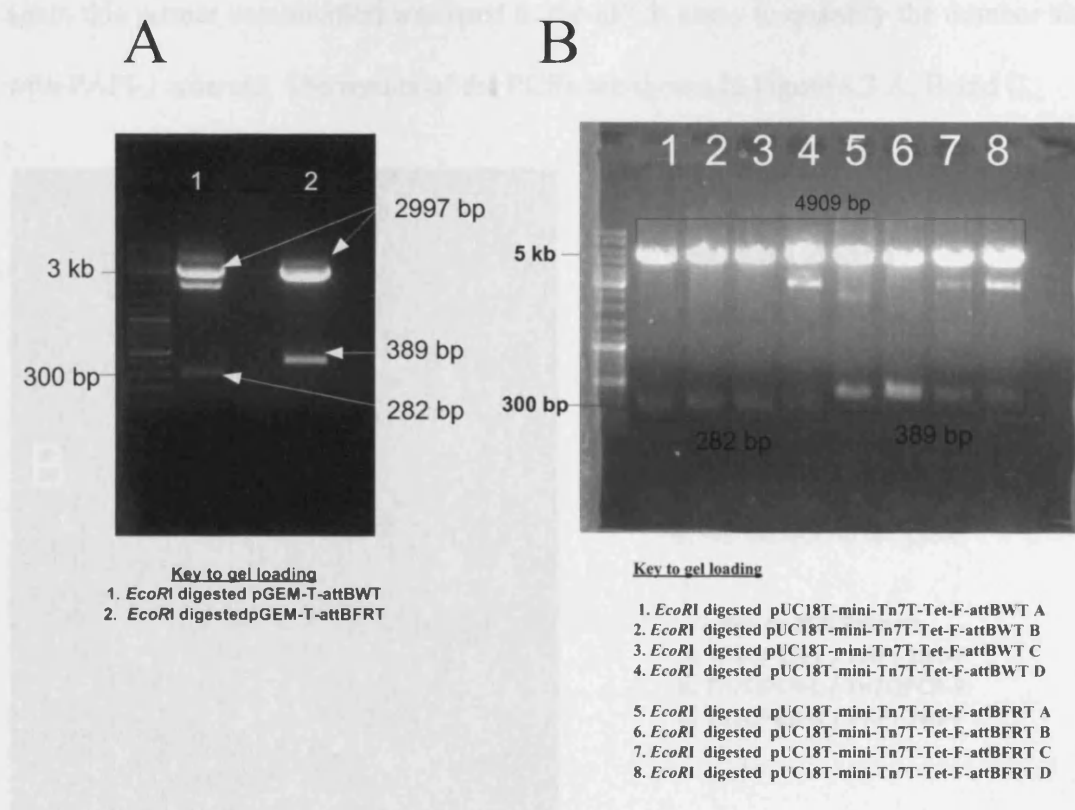 A
B
1 2
2997 bp
3 kb
389 bp
300 bp
282 bp
Key to gel loading
1. EcoRI digested pGEM-T-attBWT
2. EcoRI digestedpGEM-T-attBFRT
1 2 3 4 5 6 7 8
4909 bp
5 kb
300 bp
282 bp
389 bp
Key to gel loading
1. EcoRI digested pUC18T-mini-Tn7T-Tet-F-attBWT A
2. EcoRI digested pUC18T-mini-Tn7T-Tet-F-attBWT B
3. EcoRI digested pUC18T-mini-Tn7T-Tet-F-attBWT C
4. EcoRI digested pUC18T-mini-Tn7T-Tet-F-attBWT D
5. EcoRI digested pUC18T-mini-Tn7T-Tet-F-attBFRT A
6. EcoRI digested pUC18T-mini-Tn7T-Tet-F-attBFRT B
7. EcoRI digested pUC18T-mini-Tn7T-Tet-F-attBFRT C
8. EcoRI digested pUC18T-mini-Tn7T-Tet-F-attBFRT D
B